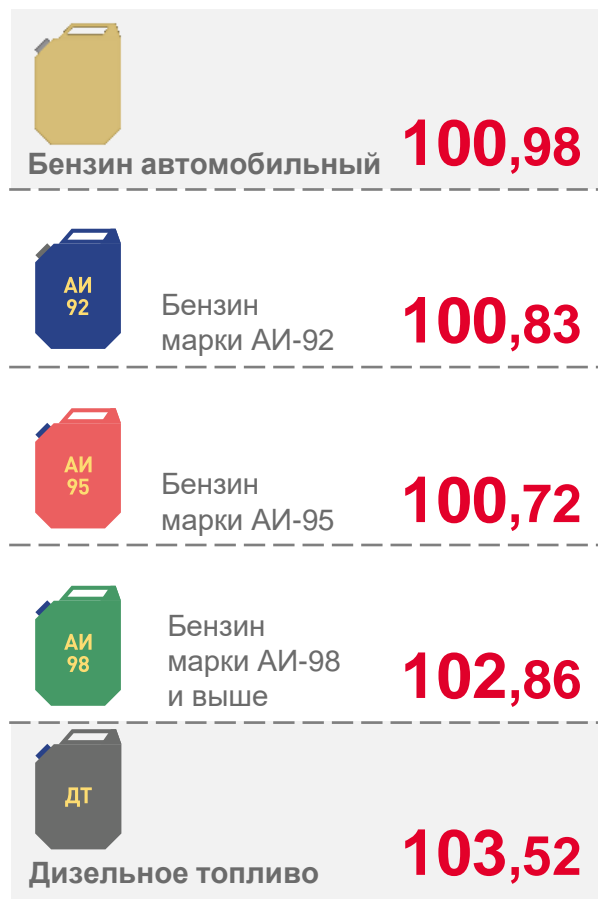 Бензин автомобильный
100,98
АИ
92
Бензин
марки АИ-92
100,83
АИ
95
Бензин
марки АИ-95
100,72
АИ
98
Бензин
марки АИ-98
и выше
102,86
ДТ
Дизельное топливо
103,52